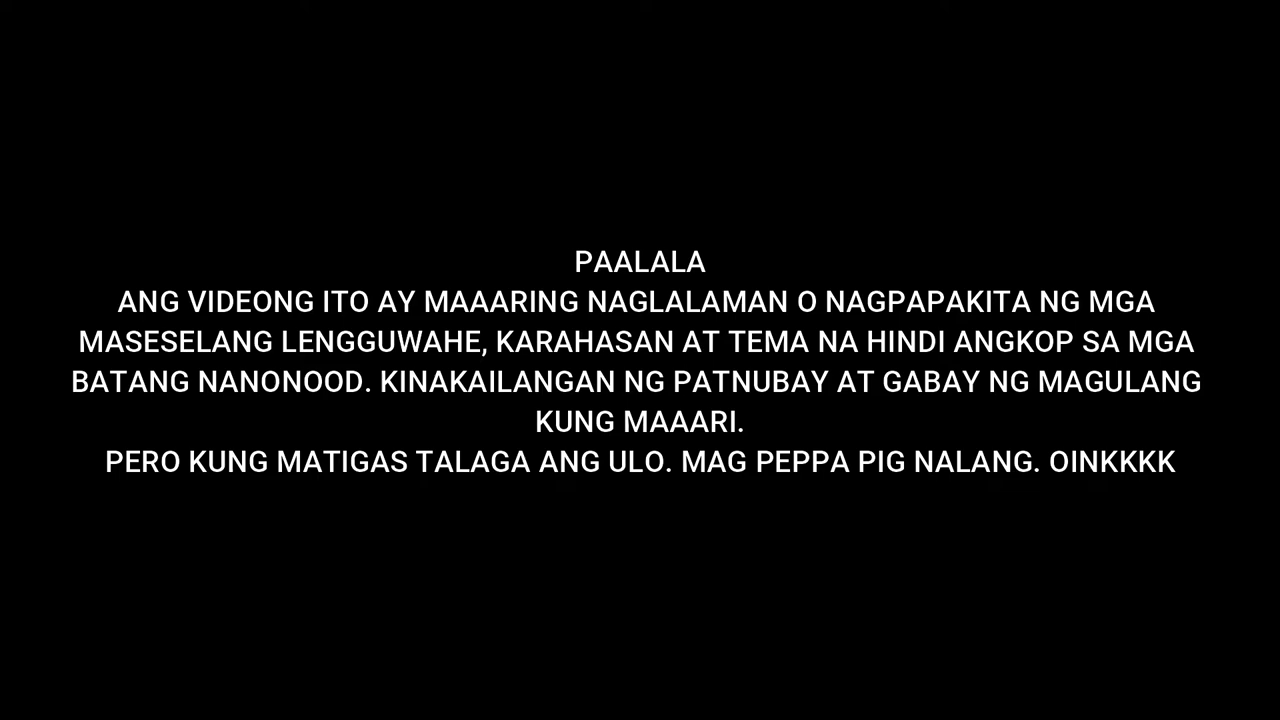 PAALALA
ANG VIDEONG ITO AY MAAARING NAGLALAMAN O NAGPAPAKITA NG MGA
MASESELANG LENGGUWAHE, KARAHASAN AT TEMA NA HINDI ANGKOP SA MGA
BATANG NANONOOD. KINAKAILANGAN NG PATNUBAY AT GABAY NG MAGULANG
KUNG MAAARI.
PERO KUNG MATIGAS TALAGA ANG ULO. MAG PEPPA PIG NALANG. OINKKKK